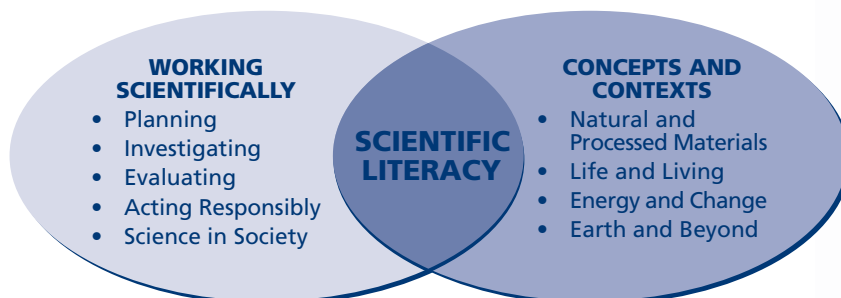 WORKING
SCIENTIFICALLY
• Planning
• Investigating
• Evaluating
• Acting Responsibly
• Science in Society
SCIENTIFIC
LITERACY
CONCEPTS AND
CONTEXTS
• Natural and
Processed Materials
• Life and Living
• Energy and Change
• Earth and Beyond